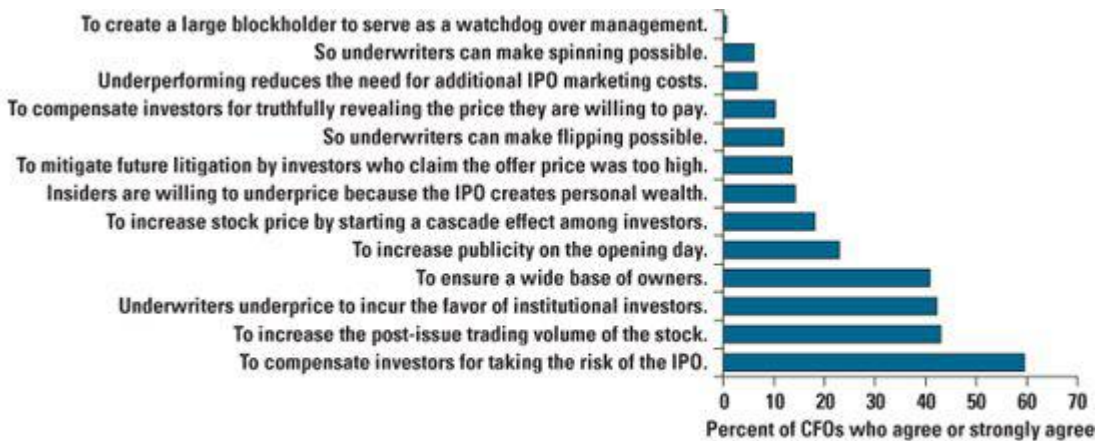 To create a large blockholder to serve as a watchdog over management.
So underwriters can make spinning possible.
Underperforming reduces the need for additional IPO marketing costs.
To compensate investors for truthfully revealing the price they are willing to pay.
So underwriters can make flipping possible.
To mitigate future litigation by investors who claim the offer price was too high.
Insiders are willing to underprice because the IPO creates personal wealth.
To increase stock price by starting a cascade effect among investors.
To increase publicity on the opening day.
To ensure a wide base of owners.
Underwriters underprice to incur the favor of institutional investors.
To increase the post-issue trading volume of the stock.
To compensate investors for taking the risk of the IPO.
0 10 20 30 40 50 60 70
Percent of CFOs who agree or strongly agree